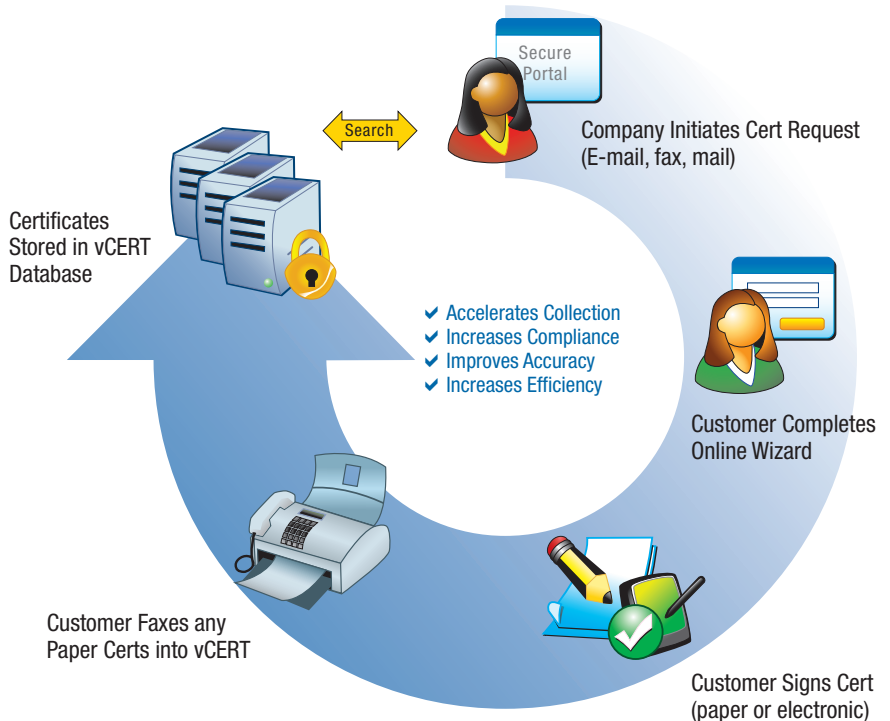 Secure
Portal
Search
Company Initiates Cert Request
(E-mail, fax, mail)
Certificates
Stored in vCERT
Database
Accelerates Collection
Increases Compliance
Improves Accuracy
Increases Efficiency
Customer Completes
Online Wizard
Customer Faxes any
Paper Certs into vCERT
Customer Signs Cert
(paper or electronic)